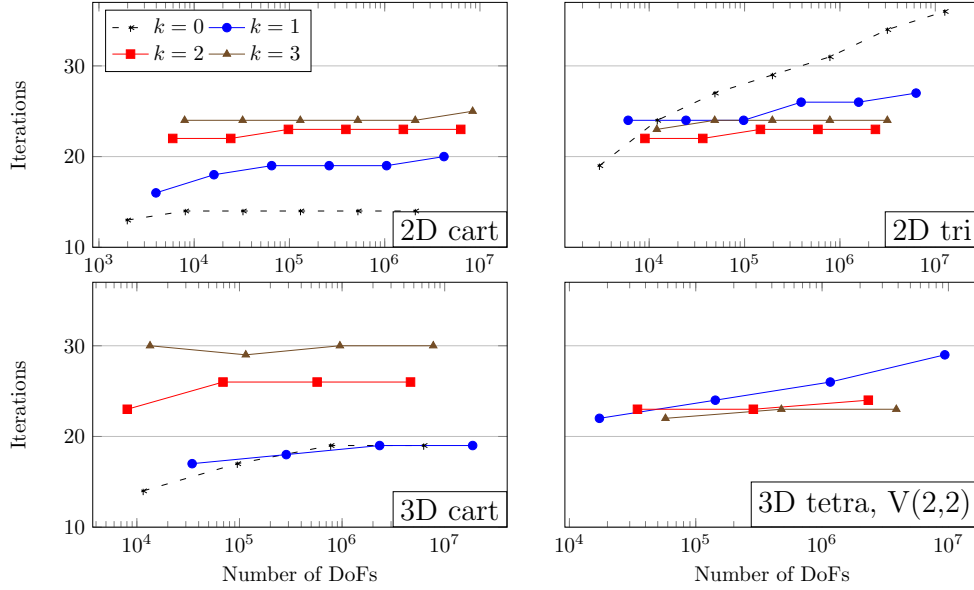 k = 0 k = 1
k = 2 k = 3
Iterations
30
20
10
10^3 10^4 10^5 10^6 10^7
2D cart
10^4 10^5 10^6 10^7
2D tri
Iterations
30
20
10
10^4 10^5 10^6 10^7
3D cart
Number of DoFs
10^4 10^5 10^6 10^7
3D tetra, V(2,2)
Number of DoFs